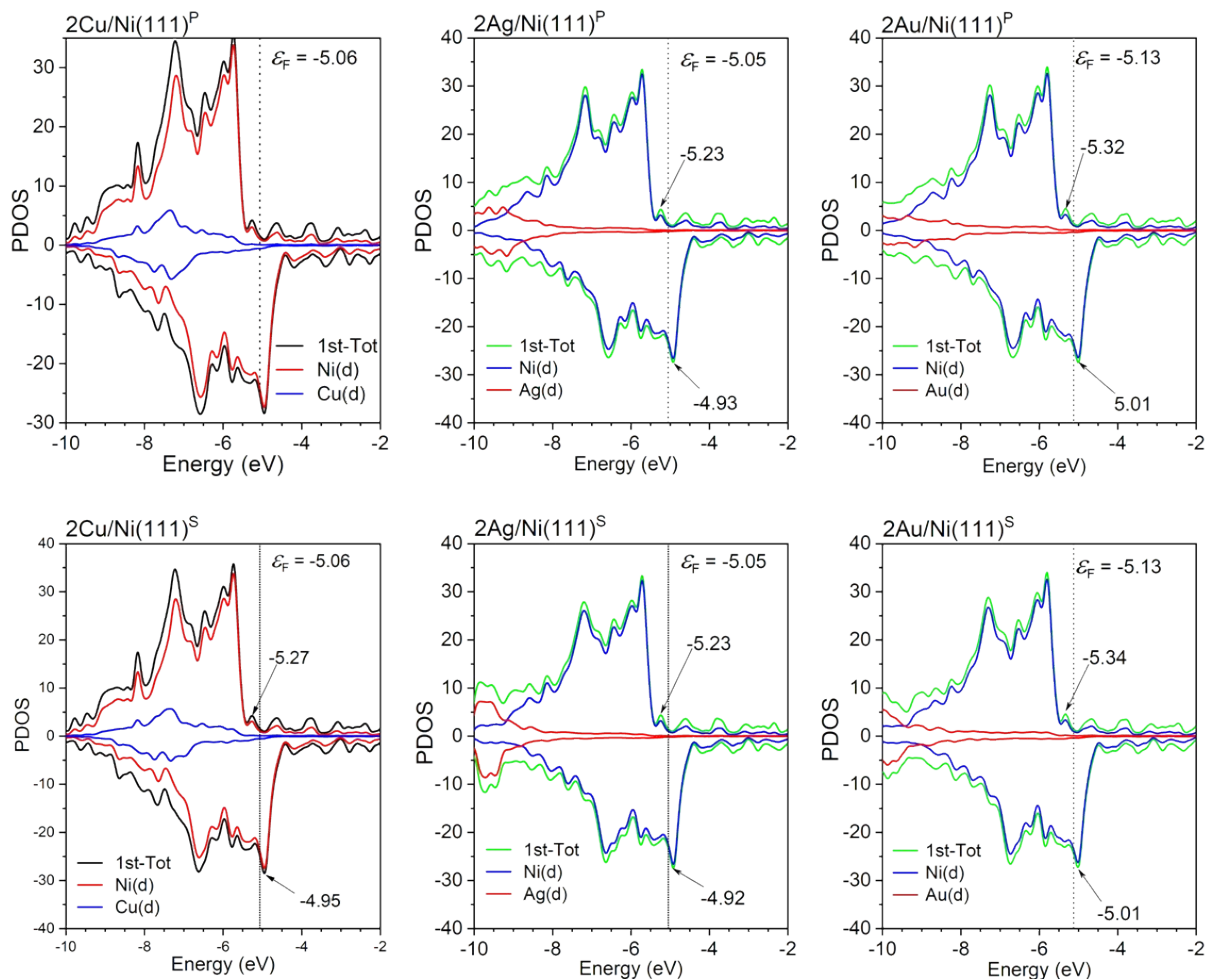 2Cu/Ni(111)P
εF = -5.06
PDOS
30
20
10
0
-10
-20
-30
1st-Tot
Ni(d)
Cu(d)
-10 -8 -6 -4 -2
Energy (eV)
2Ag/Ni(111)P
εF = -5.05
PDOS
40
30
20
10
0
-10
-20
-30
-40
-5.23
1st-Tot
Ni(d)
Ag(d)
-4.93
-10 -8 -6 -4 -2
Energy (eV)
2Au/Ni(111)P
εF = -5.13
PDOS
40
30
20
10
0
-10
-20
-30
-40
-5.32
1st-Tot
Ni(d)
Au(d)
5.01
-10 -8 -6 -4 -2
Energy (eV)
2Cu/Ni(111)S
εF = -5.06
PDOS
40
30
20
10
0
-10
-20
-30
-40
-5.27
1st-Tot
Ni(d)
Cu(d)
-4.95
-10 -8 -6 -4 -2
Energy (eV)
2Ag/Ni(111)S
εF = -5.05
PDOS
40
30
20
10
0
-10
-20
-30
-40
-5.23
1st-Tot
Ni(d)
Ag(d)
-4.92
-10 -8 -6 -4 -2
Energy (eV)
2Au/Ni(111)S
εF = -5.13
PDOS
40
30
20
10
0
-10
-20
-30
-40
-5.34
1st-Tot
Ni(d)
Au(d)
-5.01
-10 -8 -6 -4 -2
Energy (eV)